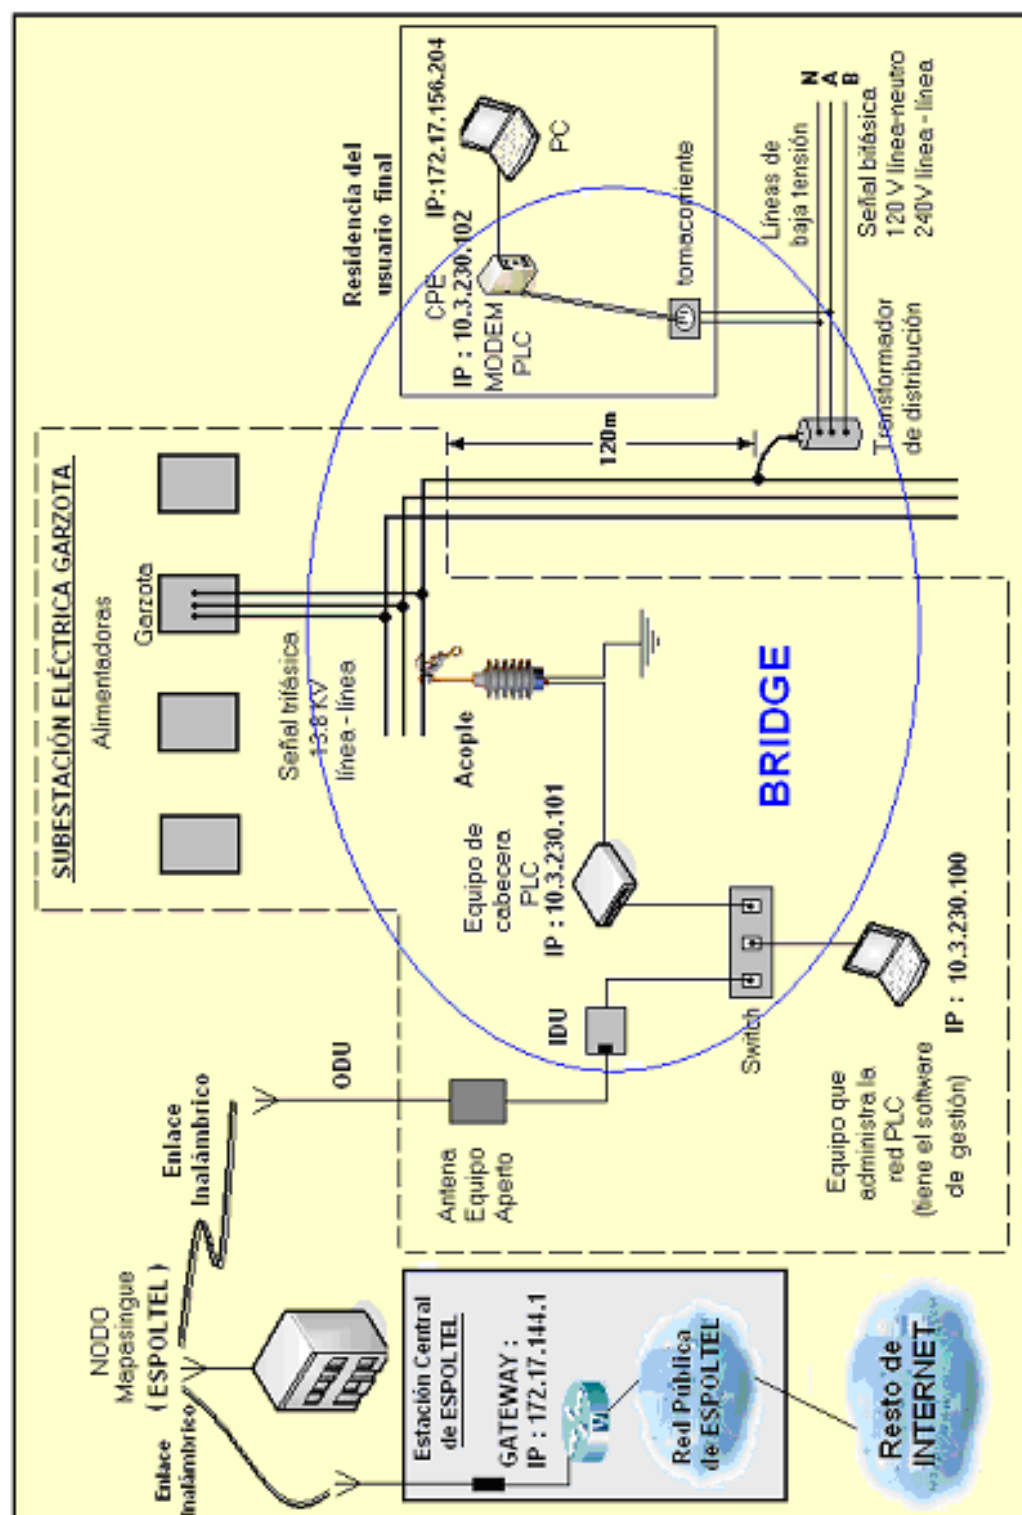 NODO
Mapasingue
( ESPOLTEL )
Enlace
Inalámbrico
Enlace
Inalámbrico
Estación Central
de ESPOLTEL
GATEWAY :
IP : 172.17.144.1
Red Pública
de ESPOLTEL
Resto de
INTERNET
ODU
Antena
Equipo
Aperto
IDU
Switch
Equipo que
administra la
red PLC
(tiene el software
de gestión)
IP : 10.3.230.100
SUBESTACIÓN ELÉCTRICA GARZOTA
Alimentadoras
Garzota
Señal trifásica
13.8 KV
línea - línea
Acople
Equipo de
cabecera
PLC
IP : 10.3.230.101
BRIDGE
120m
Residencia del
usuario final
IP:172.17.156.204
PC
CPE
IP : 10.3.230.102
MODEM
PLC
tomacorriente
Líneas de
baja tensión
N
A
B
Señal bifásica
120 V línea-neutro
240V línea - línea
Transformador
de distribución